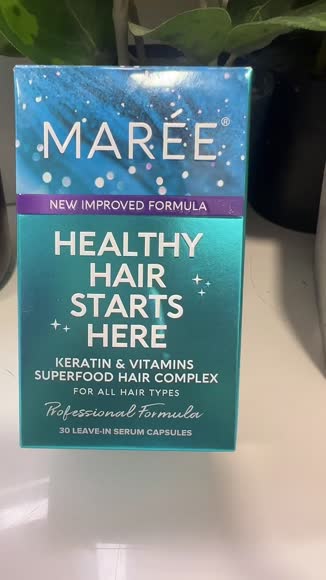 MARÉE®
NEW IMPROVED FORMULA
HEALTHY
HAIR
STARTS
HERE
KERATIN & VITAMINS
SUPERFOOD HAIR COMPLEX
FOR ALL HAIR TYPES
Professional Formula
30 LEAVE-IN SERUM CAPSULES